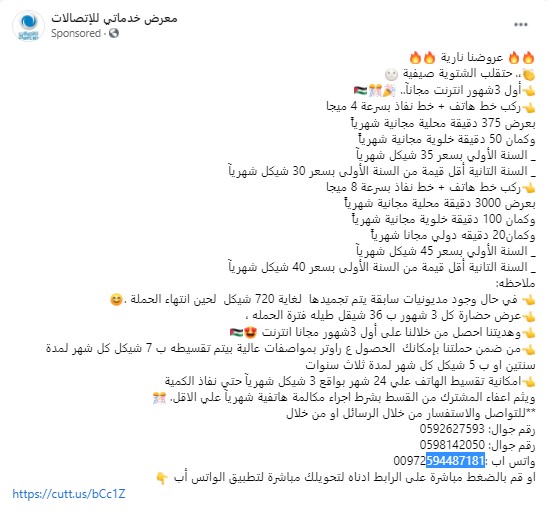 معرض خدماتي للإتصالات
Sponsored ·
🔥🔥 عروضنا نارية 🔥🔥
👏.. حتقلب الشتوية صيفية 🌝
👈أول 3شهور انترنت مجاناً.. 🎉🎊🇵🇸
👈ركب خط هاتف + خط نفاذ بسرعة 4 ميجا
بعرض 375 دقيقة محلية مجانية شهرياً
وكمان 50 دقيقة خلوية مجانية شهرياً
_ السنة الأولي بسعر 35 شيكل شهرياً
_ السنة التانية أقل قيمة من السنة الأولى بسعر 30 شيكل شهرياً
👈ركب خط هاتف + خط نفاذ بسرعة 8 ميجا
بعرض 3000 دقيقة محلية مجانية شهرياً
وكمان 100 دقيقة خلوية مجانية شهرياً
وكمان20 دقيقه دولي مجانا شهرياً
_ السنة الأولي بسعر 45 شيكل شهرياً
_ السنة التانية أقل قيمة من السنة الأولى بسعر 40 شيكل شهرياً
ملاحظه:
👈 في حال وجود مديونيات سابقة يتم تجميدها لغاية 720 شيكل لحين انتهاء الحملة .😊
👈عرض حضارة كل 3 شهور ب 36 شيقل طيله فترة الحمله ،
👈وهديتنا احصل من خلالنا على أول 3شهور مجانا انترنت 🤩🇵🇸
👈من ضمن حملتنا بإمكانك الحصول ع راوتر بمواصفات عالية بيتم تقسيطه ب 7 شيكل كل شهر لمدة
سنتين او ب 5 شيكل كل شهر لمدة ثلاث سنوات
👈امكانية تقسيط الهاتف علي 24 شهر بواقع 3 شيكل شهرياً حتي نفاذ الكمية
ويتم اعفاء المشترك من القسط بشرط اجراء مكالمة هاتفية شهرياً علي الاقل. 🎊
**للتواصل والاستفسار من خلال الرسائل او من خلال
رقم جوال: 0592627593
رقم جوال: 0598142050
واتس اب :00972594487181
او قم بالضغط مباشرة على الرابط ادناه لتحويلك مباشرة لتطبيق الواتس أب 👇
https://cutt.us/bCc1Z